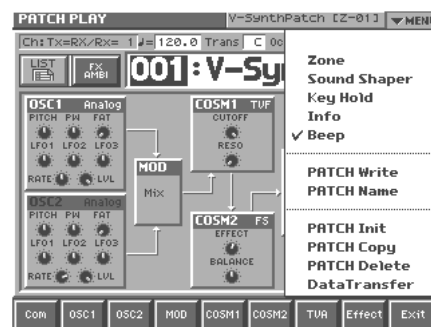 PATCH PLAY
V-SynthPatch [Z-01]
MENU
Ch:Tx=RX/Rx= 1 ♩= 120.0 Trans C Oc
LIST
FX
AMBI
001:V-Sy
Zone
Sound Shaper
Key Hold
Info
✓ Beep
PATCH Write
PATCH Name
PATCH Init
PATCH Copy
PATCH Delete
DataTransfer
OSC1 Analog
PITCH PW FAT
LFO1 LFO2 LFO3
RATE LVL
OSC2 Analog
PITCH PW FAT
LFO1 LFO2 LFO3
RATE LVL
MOD
Mix
COSM1 TVF
CUTOFF
RESO
COSM2 FS
EFFECT
BALANCE
Com OSC1 OSC2 MOD COSM1 COSM2 TVA Effect Exit